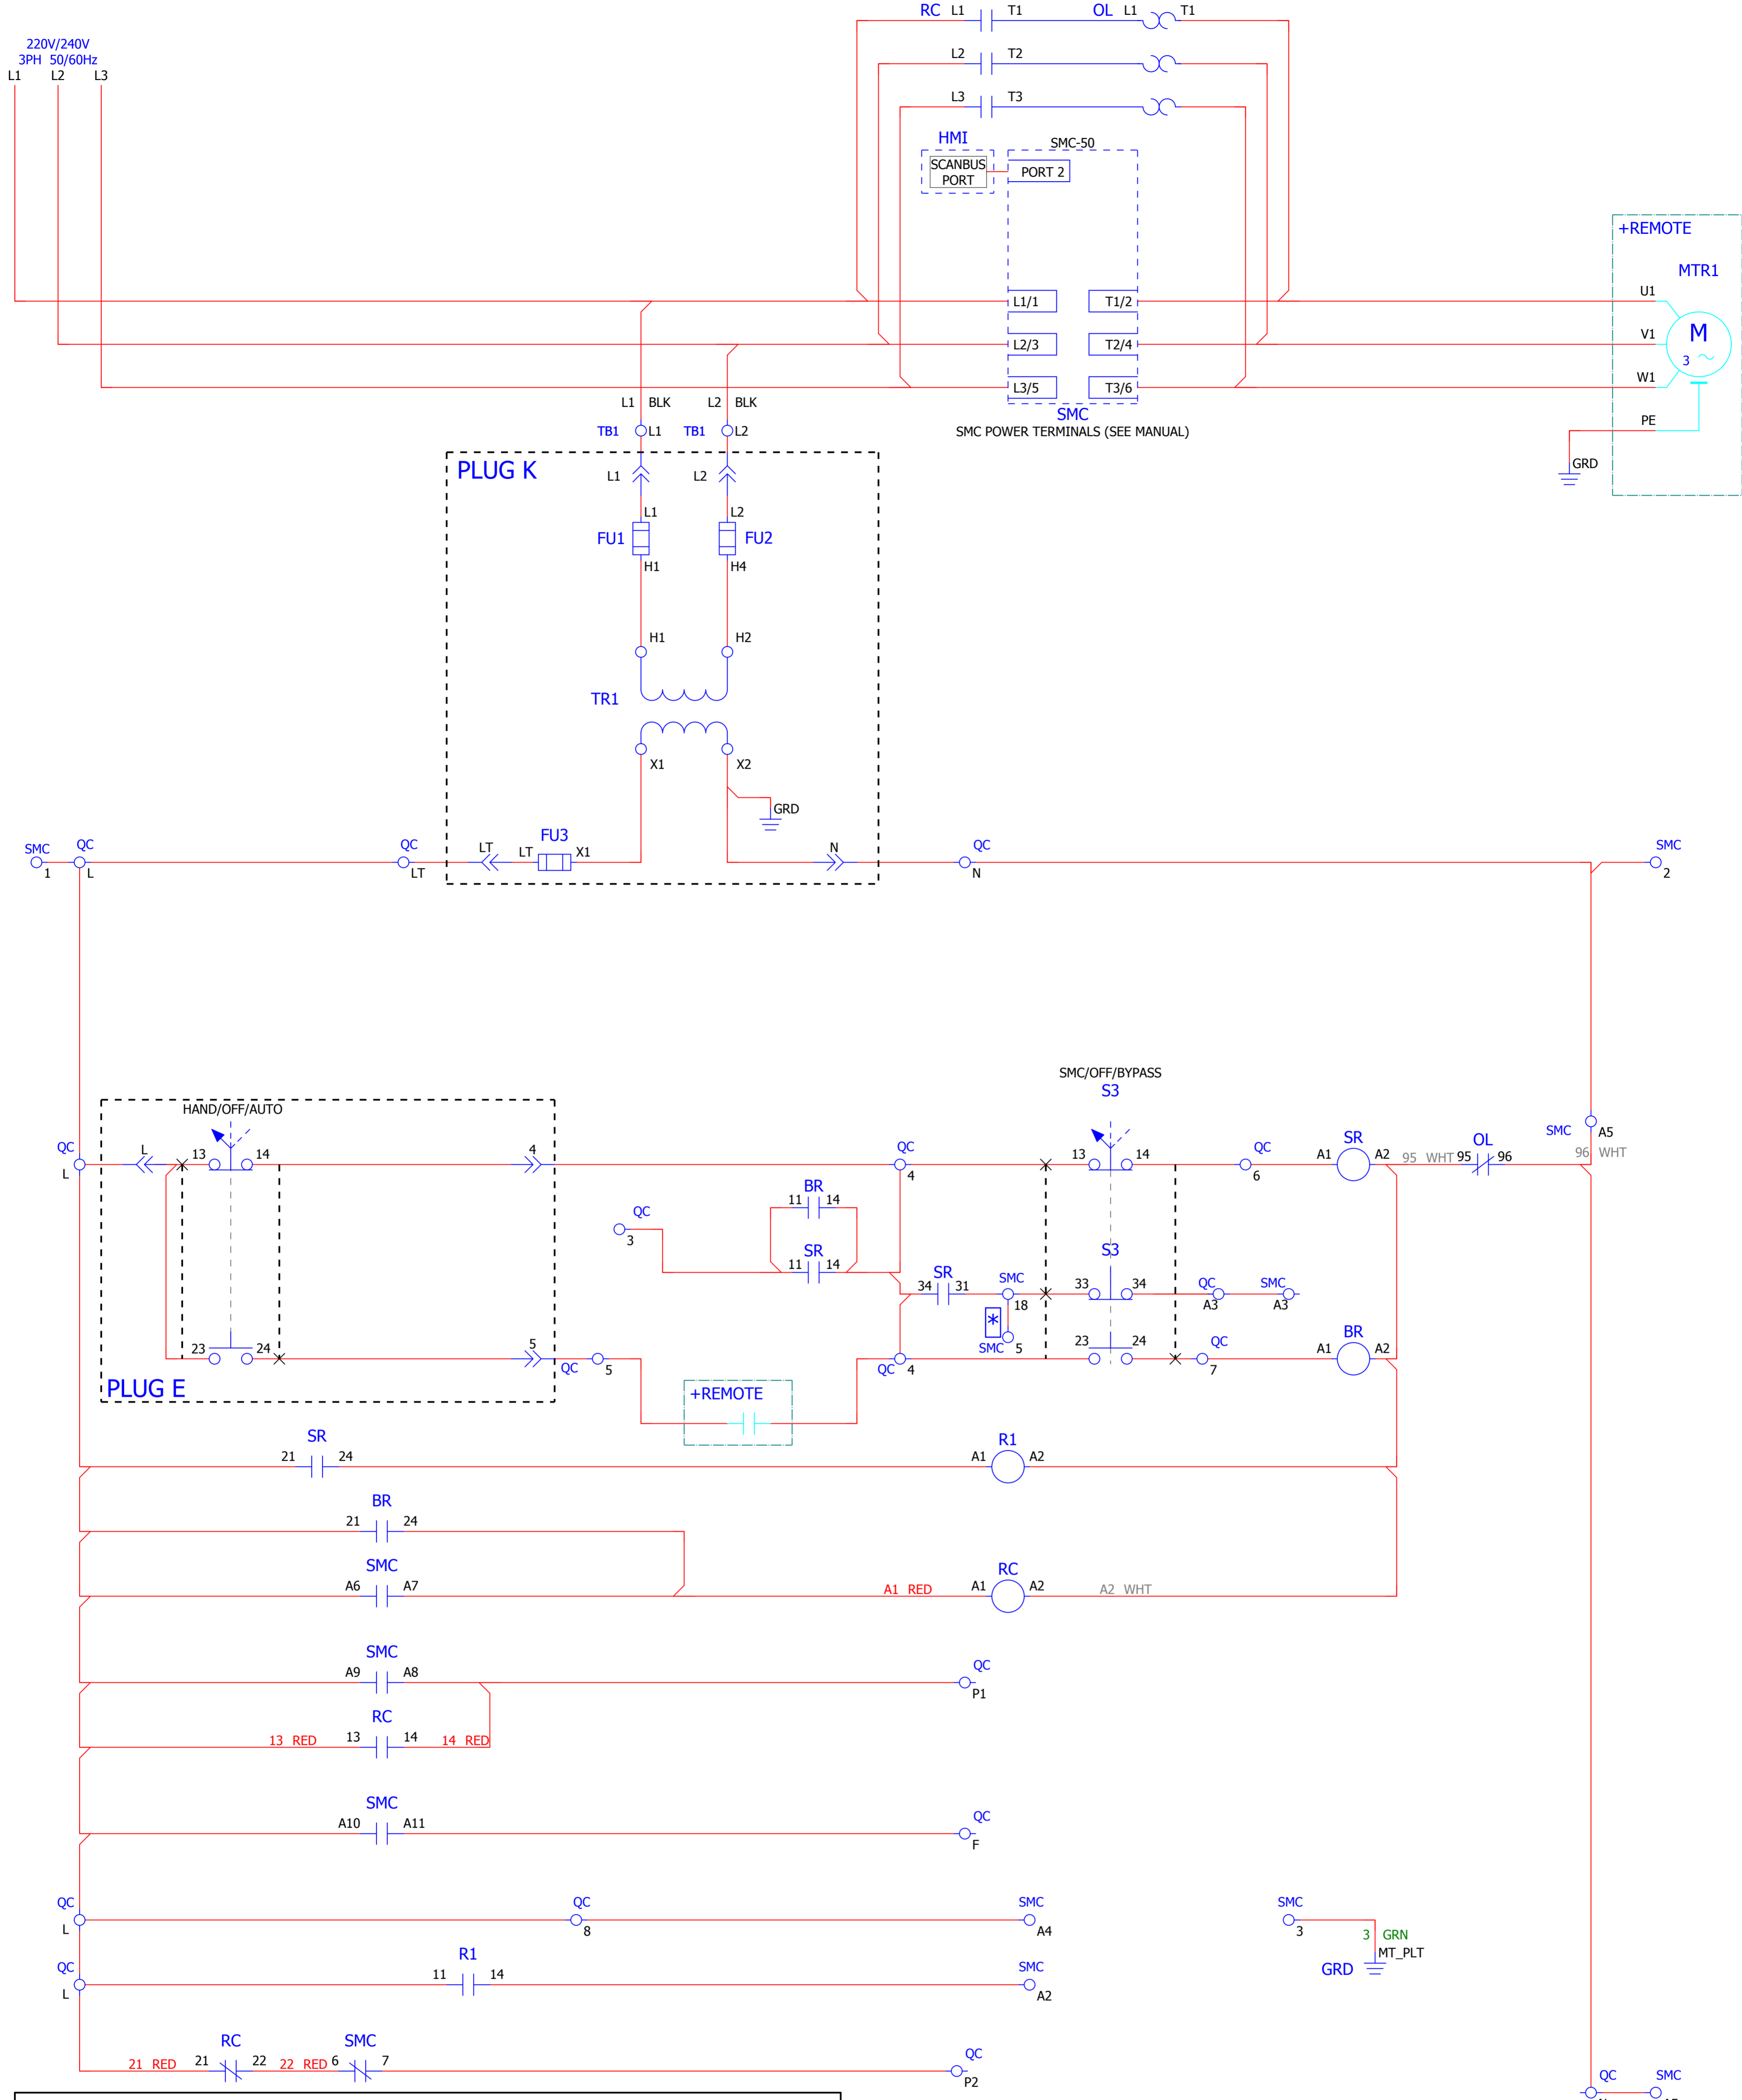 RC L1 T1 OL L1 T1
220V/240V
3PH 50/60Hz
L1 L2 L3
L2 T2
L3 T3
HMI SMC-50
SCANBUS
PORT
PORT 2
+REMOTE
MTR1
L1/1 T1/2 U1
L2/3 T2/4 V1 M
3
L3/5 T3/6 W1
L1 BLK L2 BLK
SMC
TB1 L1 TB1 L2
SMC POWER TERMINALS (SEE MANUAL)
PE
GRD
PLUG K
L1 L2
L1 L2
FU1 FU2
H1 H4
H1 H2
TR1
X1 X2
GRD
SMC QC QC FU3 QC SMC
LT LT X1 N
1 L LT N 2
SMC/OFF/BYPASS
S3
HAND/OFF/AUTO
QC L 13 14 4 QC 13 14 QC SR OL SMC A5
A1 A2 95 WHT 95 96 96 WHT
L 4 6
BR
11 14
QC
3
SR
11 14
S3
SR
34 31 SMC 33 34 QC SMC
18 A3 A3
*
SMC 5
23 24 5 23 24 QC BR
A1 A2
QC 5 QC 4 7
PLUG E
+REMOTE
SR R1
21 24 A1 A2
BR
21 24
SMC RC
A6 A7 A1 RED A1 A2 A2 WHT
SMC QC
A9 A8 P1
RC
13 RED 13 14 14 RED
SMC QC
A10 A11 F
QC QC SMC SMC
L 8 A4 3
3 GRN
MT_PLT
GRD
QC R1 SMC
11 14
L A2
RC SMC QC
21 RED 21 22 22 RED 6 7 P2
QC SMC